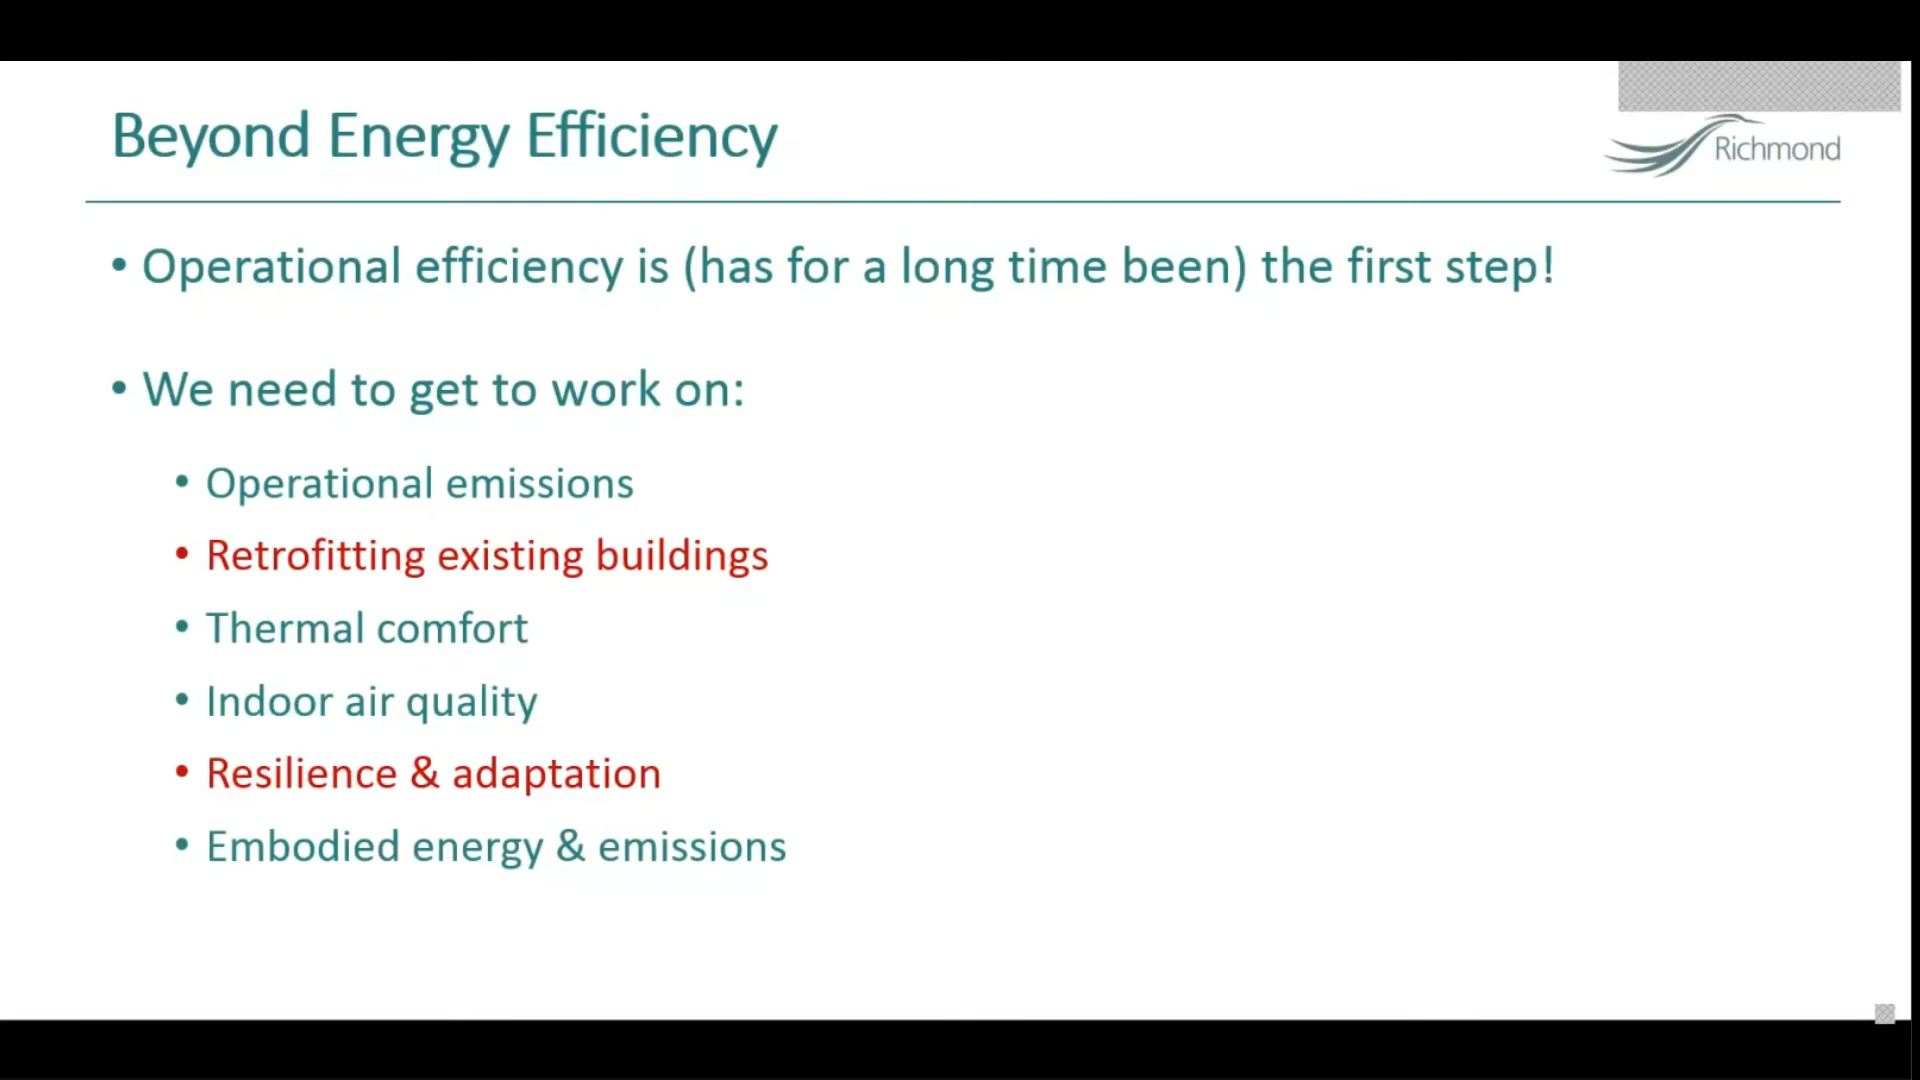 Beyond Energy Efficiency
Richmond
• Operational efficiency is (has for a long time been) the first step!
• We need to get to work on:
• Operational emissions
• Retrofitting existing buildings
• Thermal comfort
• Indoor air quality
• Resilience & adaptation
• Embodied energy & emissions